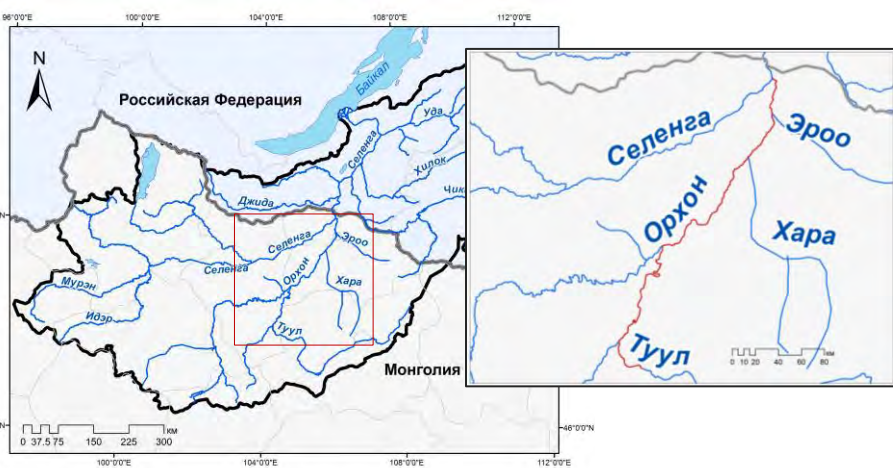 96°0'0"E 100°0'0"E 104°0'0"E 108°0'0"E 112°0'0"E
N
Российская Федерация
Байкал
Уда
Селенга
Хилок
Чик
Джида
N
Селенга
Эроо
Селенга
Орхон
Хара
Мурэн
Идэр
Туул
Монголия
N
0 37.5 75 150 225 300 км
100°0'0"E 104°0'0"E 108°0'0"E 112°0'0"E
46°0'0"N
Селенга
Эроо
Орхон
Хара
Туул
км
0 10 20 40 60 80